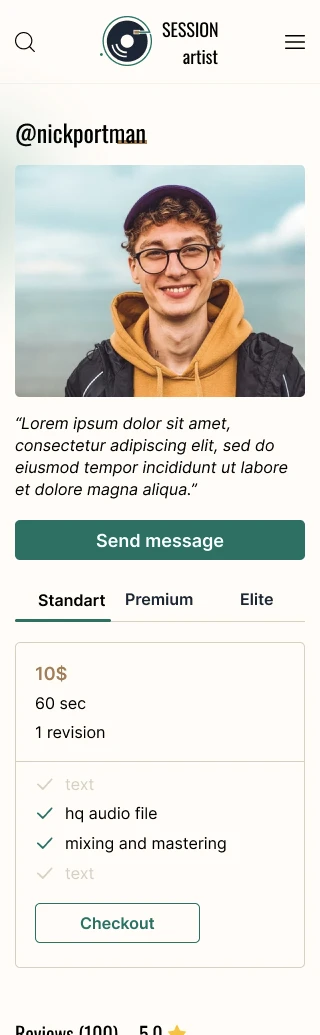 SESSION
artist
@nickportman
“Lorem ipsum dolor sit amet,
consectetur adipiscing elit, sed do
eiusmod tempor incididunt ut labore
et dolore magna aliqua.”
Send message
Standart Premium Elite
10$
60 sec
1 revision
text
hq audio file
mixing and mastering
text
Checkout
Reviews (100) 5.0